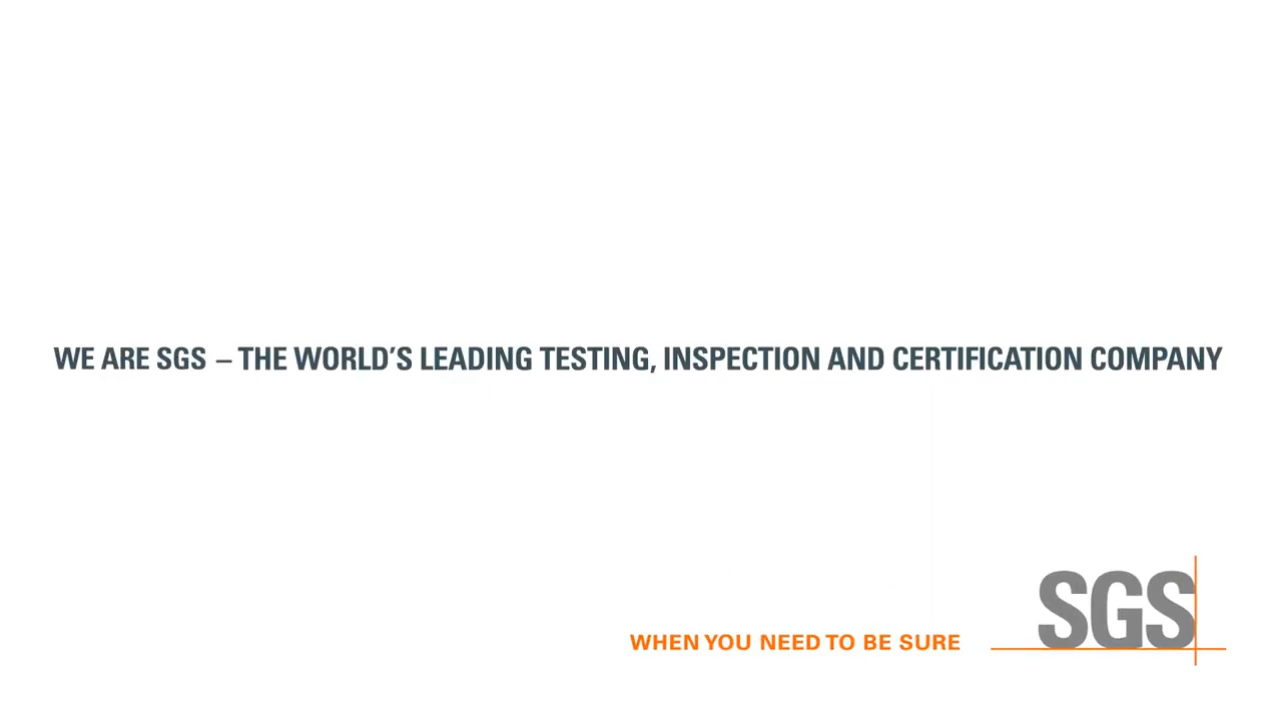 WE ARE SGS – THE WORLD'S LEADING TESTING, INSPECTION AND CERTIFICATION COMPANY
WHEN YOU NEED TO BE SURE
SGS